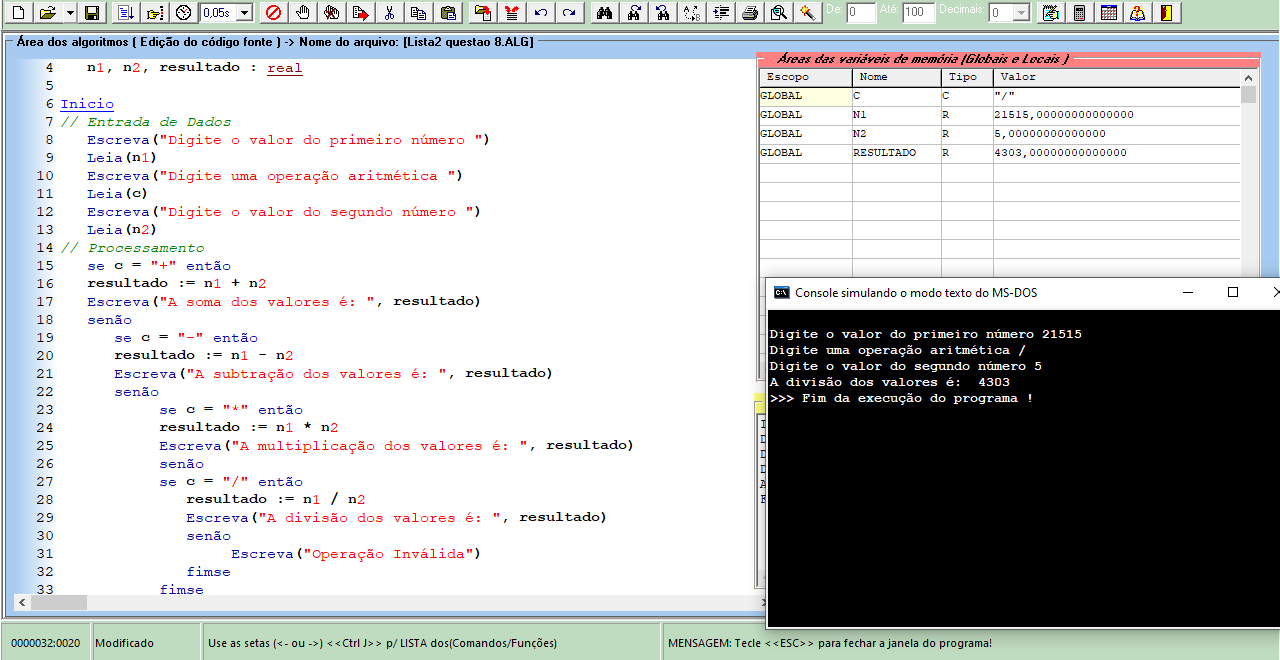 0,05s
De: 0 Até: 100 Decimais: 0
Área dos algoritmos ( Edição do código fonte ) -> Nome do arquivo: [Lista2 questao 8.ALG]
4 n1, n2, resultado : real
5
6 Inicio
7 // Entrada de Dados
8 Escreva("Digite o valor do primeiro número ")
9 Leia(n1)
10 Escreva("Digite uma operação aritmética ")
11 Leia(c)
12 Escreva("Digite o valor do segundo número ")
13 Leia(n2)
14 // Processamento
15 se c = "+" então
16 resultado := n1 + n2
17 Escreva("A soma dos valores é: ", resultado)
18 senão
19 se c = "-" então
20 resultado := n1 - n2
21 Escreva("A subtração dos valores é: ", resultado)
22 senão
23 se c = "*" então
24 resultado := n1 * n2
25 Escreva("A multiplicação dos valores é: ", resultado)
26 senão
27 se c = "/" então
28 resultado := n1 / n2
29 Escreva("A divisão dos valores é: ", resultado)
30 senão
31 Escreva("Operação Inválida")
32 fimse
33 fimse
Áreas das variáveis de memória (Globais e Locais )
Escopo Nome Tipo Valor
GLOBAL C C "/"
GLOBAL N1 R 21515,00000000000000
GLOBAL N2 R 5,00000000000000
GLOBAL RESULTADO R 4303,00000000000000
Console simulando o modo texto do MS-DOS
Digite o valor do primeiro número 21515
Digite uma operação aritmética /
Digite o valor do segundo número 5
A divisão dos valores é:  4303
>>> Fim da execução do programa !
0000032:0020 Modificado Use as setas (<- ou ->) <<Ctrl J>> p/ LISTA dos(Comandos/Funções) MENSAGEM: Tecle <<ESC>> para fechar a janela do programa!